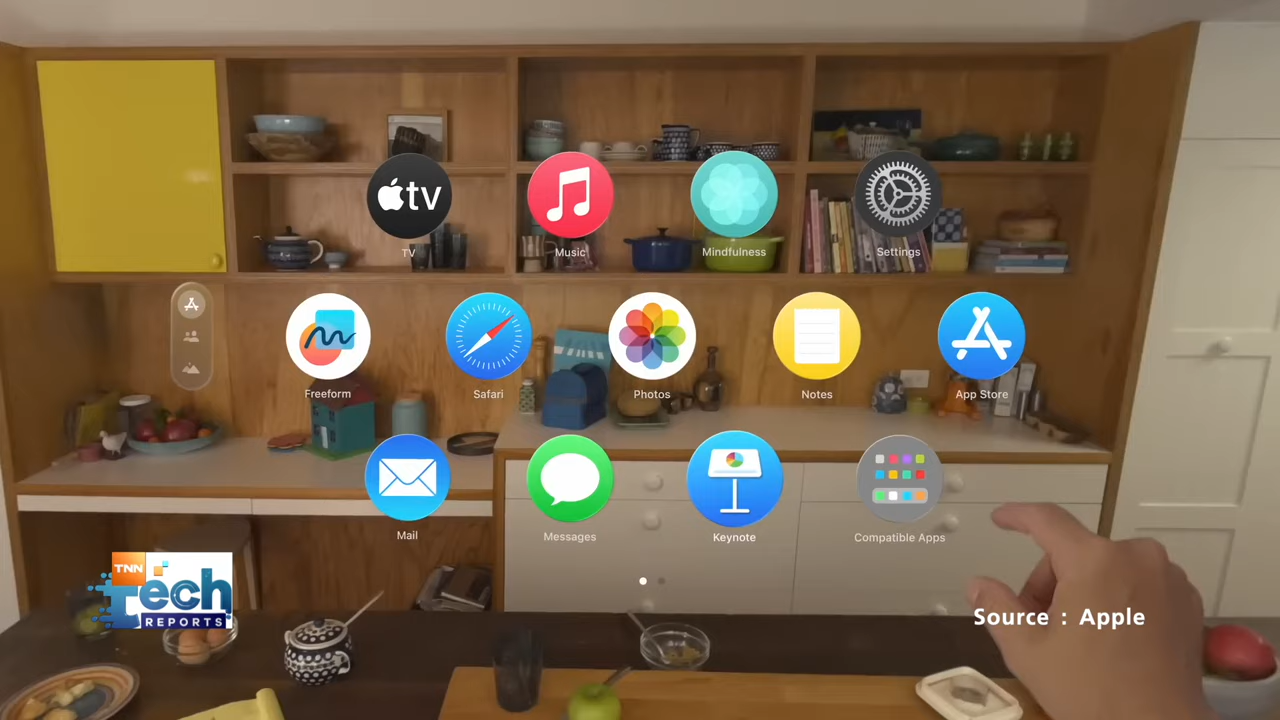 tv
TV
Music
Mindfulness
Settings
Freeform
Safari
Photos
Notes
App Store
Mail
Messages
Keynote
Compatible Apps
TNN
Tech
REPORTS
Source : Apple